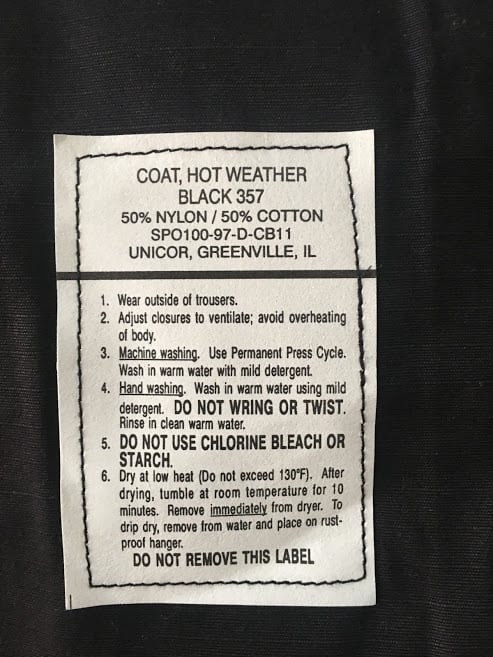 COAT, HOT WEATHER
BLACK 357
50% NYLON / 50% COTTON
SPO100-97-D-CB11
UNICOR, GREENVILLE, IL
1. Wear outside of trousers.
2. Adjust closures to ventilate; avoid overheating
of body.
3. Machine washing. Use Permanent Press Cycle.
Wash in warm water with mild detergent.
4. Hand washing. Wash in warm water using mild
detergent. DO NOT WRING OR TWIST.
Rinse in clean warm water.
5. DO NOT USE CHLORINE BLEACH OR
STARCH.
6. Dry at low heat (Do not exceed 130°F). After
drying, tumble at room temperature for 10
minutes. Remove immediately from dryer. To
drip dry, remove from water and place on rust-
proof hanger.
DO NOT REMOVE THIS LABEL